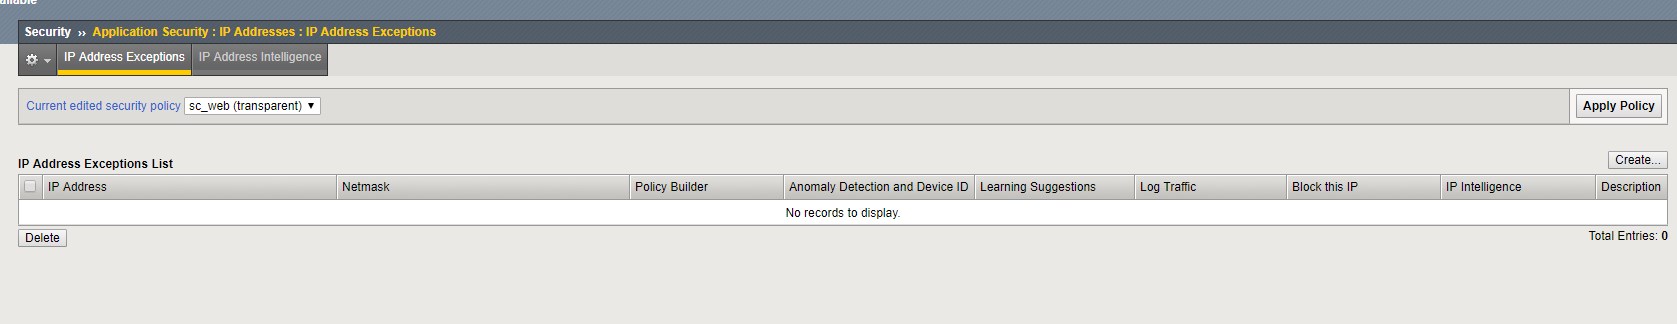 Security ›› Application Security : IP Addresses : IP Address Exceptions
IP Address Exceptions IP Address Intelligence
Current edited security policy sc_web (transparent) Apply Policy
IP Address Exceptions List Create...
IP Address Netmask Policy Builder Anomaly Detection and Device ID Learning Suggestions Log Traffic Block this IP IP Intelligence Description
No records to display.
Delete Total Entries: 0